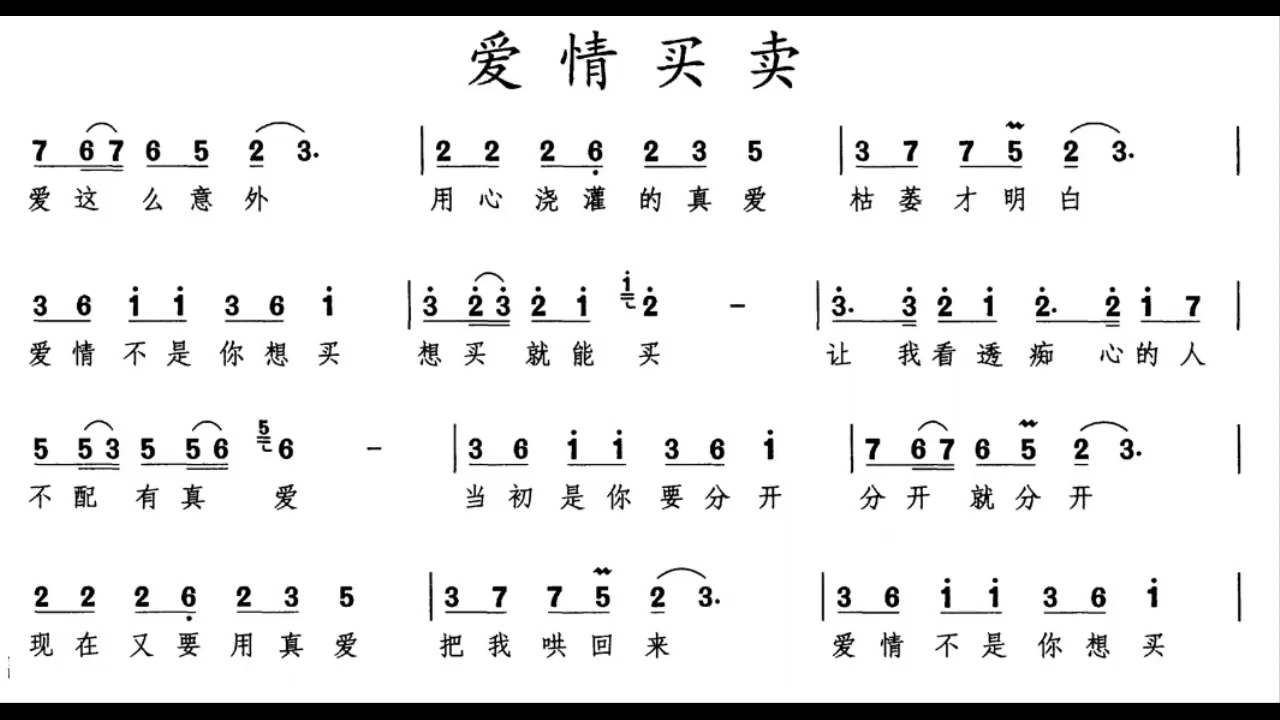 爱情买卖
7 67 6 5 2 3. | 2 2 2 6̣ 2 3 5 | 3 7 7 5 2 3. |
爱这么意外 用心浇灌的真爱 枯萎才明白
3 6 1̇ 1̇ 3 6 1̇ | 3̇ 2̇3̇ 2̇ 1̇ 1̇ 2̇ - | 3̇. 3̇ 2̇ 1̇ 2̇. 2̇ 1̇ 7 |
爱情不是你想买 想买就能买 让我看透痴心的人
5 53 5 56 5 6 - | 3 6 1̇ 1̇ 3 6 1̇ | 7 67 6 5 2 3. |
不配有真爱 当初是你要分开 分开就分开
2 2 2 6̣ 2 3 5 | 3 7 7 5 2 3. | 3 6 1̇ 1̇ 3 6 1̇ |
现在又要用真爱 把我哄回来 爱情不是你想买